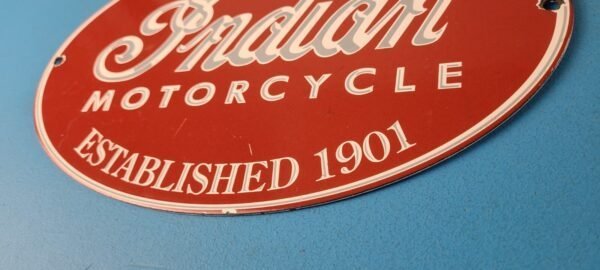 Indian
MOTORCYCLE
ESTABLISHED 1901